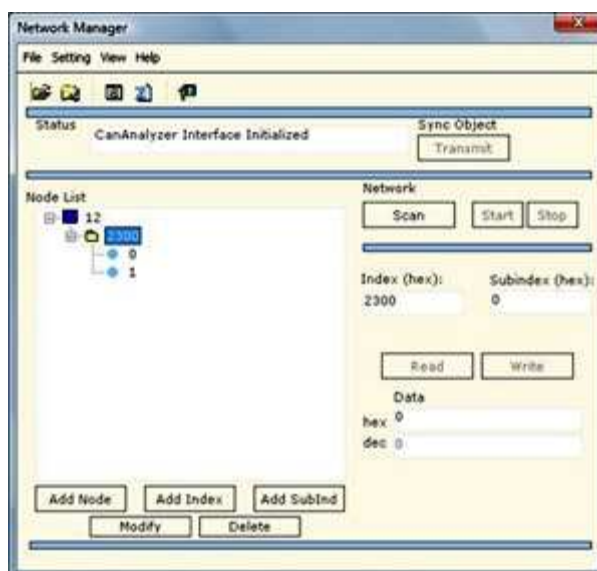 Network Manager
File Setting View Help
Status
CanAnalyzer Interface Initialized
Sync Object
Transmit
Node List
12
2300
0
1
Network
Scan Start Stop
Index (hex): Subindex (hex):
2300 0
Read Write
Data
hex 0
dec 0
Add Node Add Index Add SubInd
Modify Delete